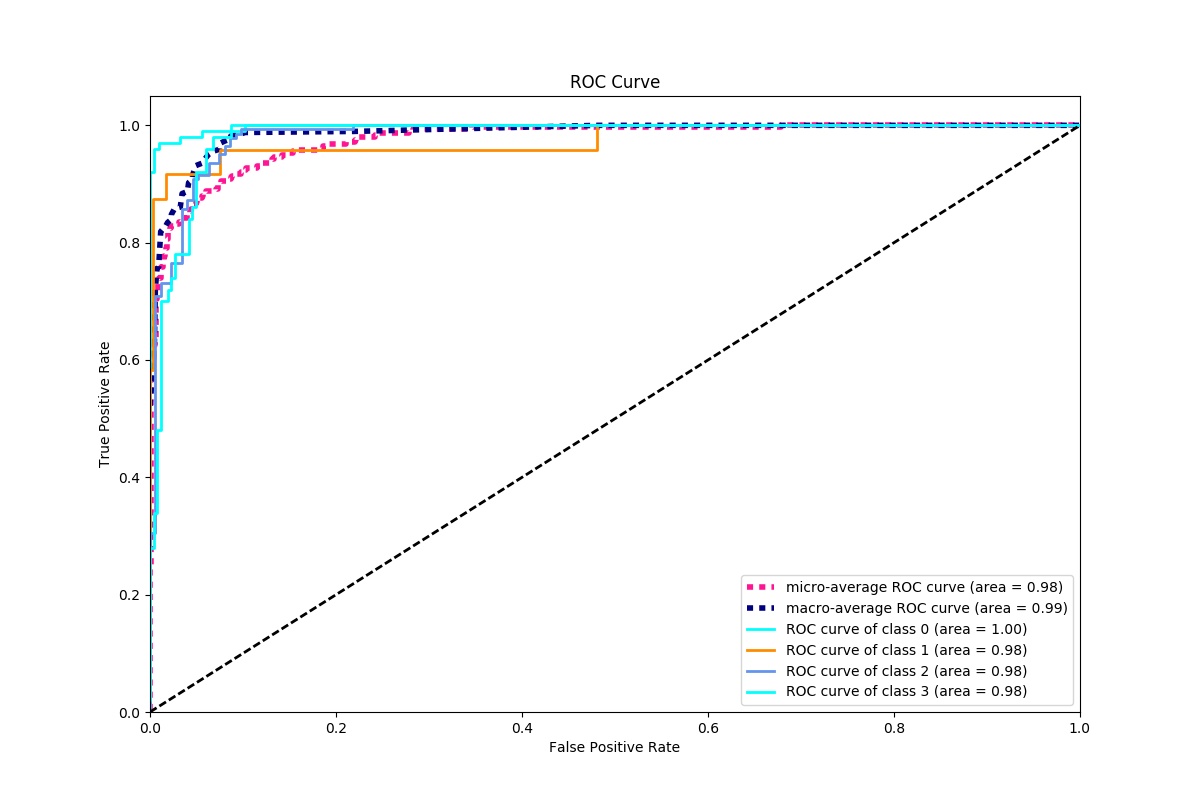 ROC Curve
1.0
0.8
0.6
0.4
0.2
0.0
True Positive Rate
micro-average ROC curve (area = 0.98)
macro-average ROC curve (area = 0.99)
ROC curve of class 0 (area = 1.00)
ROC curve of class 1 (area = 0.98)
ROC curve of class 2 (area = 0.98)
ROC curve of class 3 (area = 0.98)
0.0 0.2 0.4 0.6 0.8 1.0
False Positive Rate